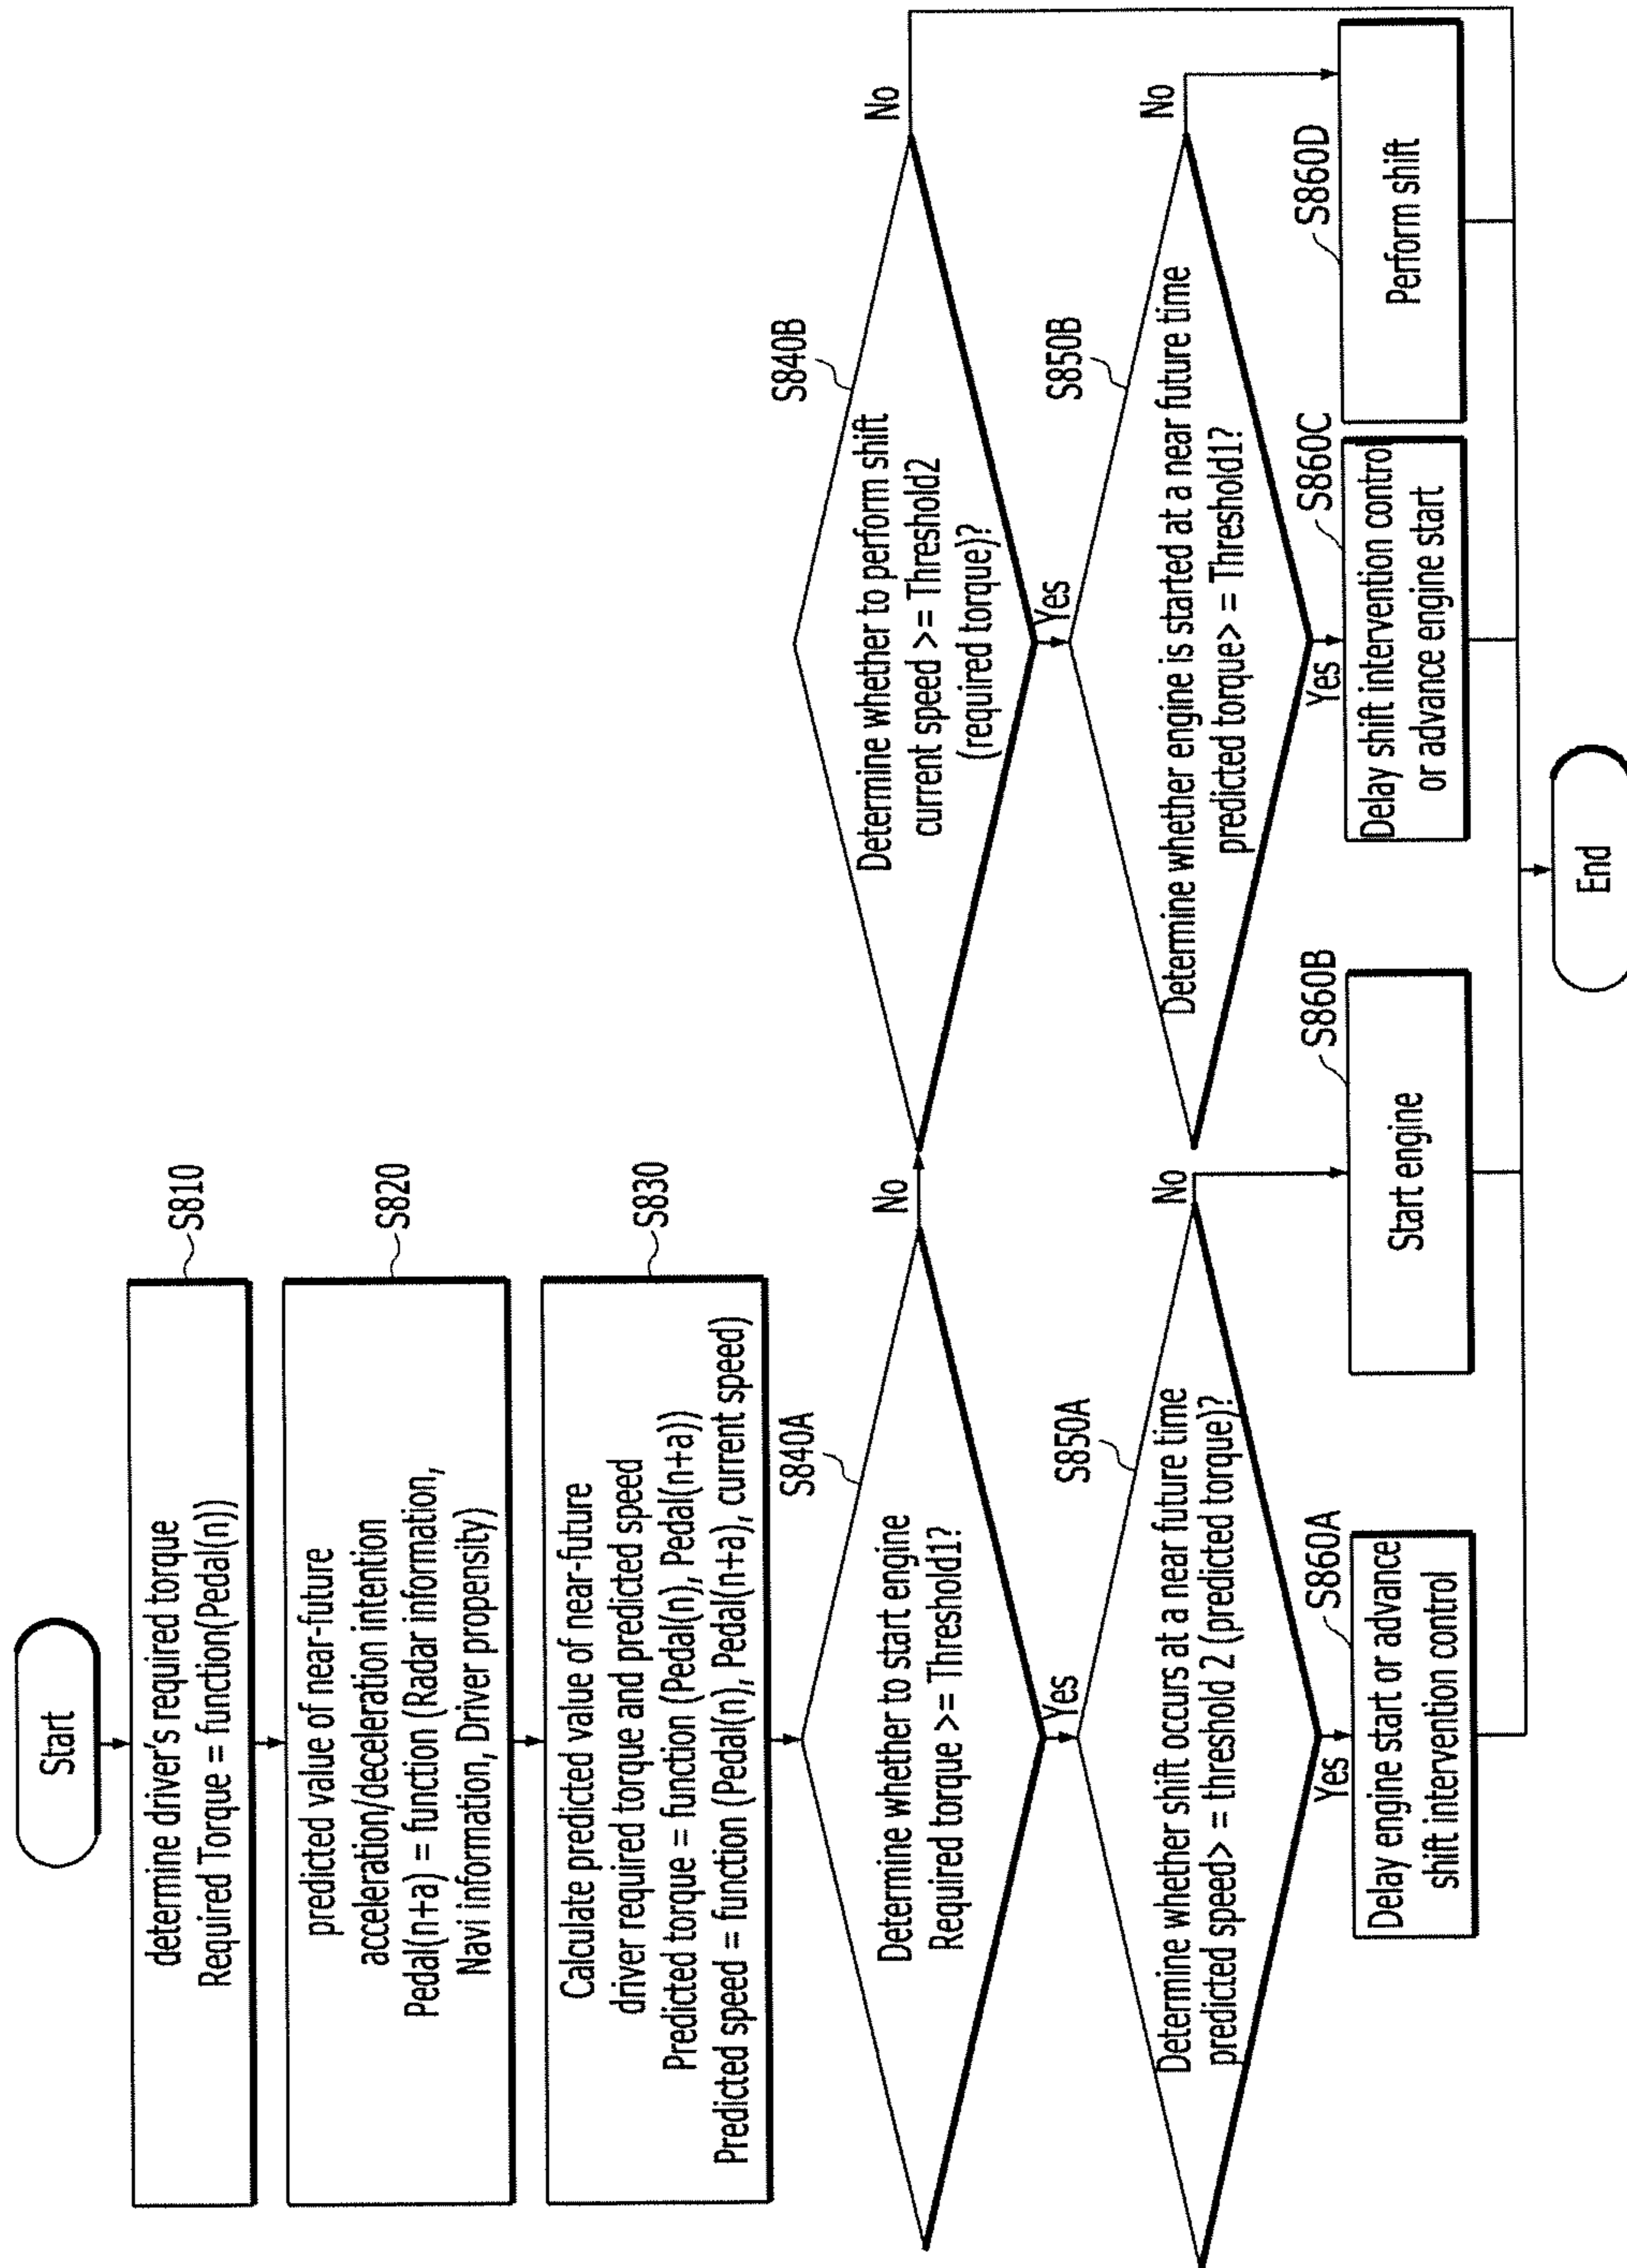 Start
S810
determine driver's required torque
Required Torque = function(Pedal(n))
S820
predicted value of near-future
acceleration/deceleration intention
Pedal(n+a) = function (Radar information,
Navi information, Driver propensity)
S830
Calculate predicted value of near-future
driver required torque and predicted speed
Predicted torque = function (Pedal(n), Pedal(n+a))
Predicted speed = function (Pedal(n), Pedal(n+a), current speed)
S840A
Determine whether to start engine
Required torque >= Threshold1?
No
Yes
S840B
Determine whether to perform shift
current speed >= Threshold2
(required torque)?
No
Yes
S850A
Determine whether shift occurs at a near future time
predicted speed> = threshold 2 (predicted torque)?
No
Yes
S850B
Determine whether engine is started at a near future time
predicted torque> = Threshold1?
No
Yes
S860A
Delay engine start or advance
shift intervention control
S860B
Start engine
S860C
Delay shift intervention control
or advance engine start
S860D
Perform shift
End